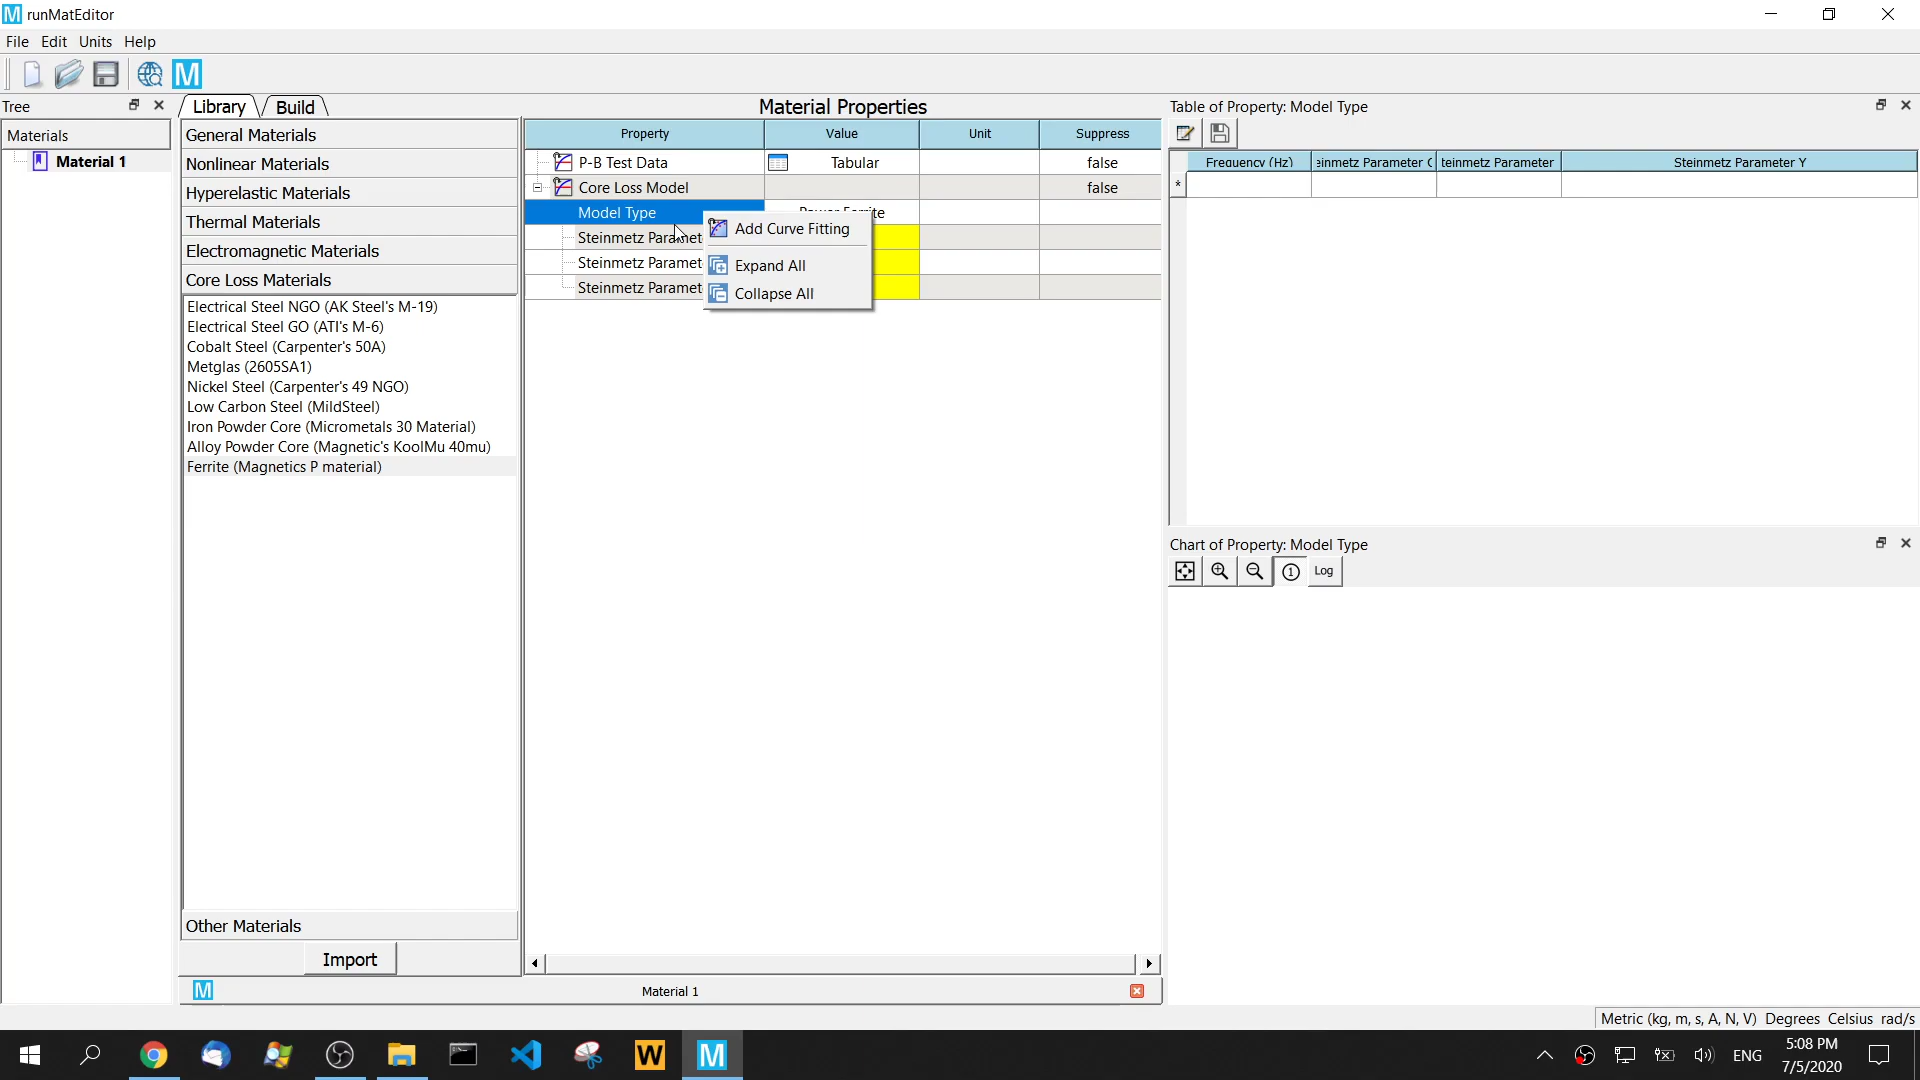 M runMatEditor
File Edit Units Help
M
Tree
Materials
Material 1
Library Build
General Materials
Nonlinear Materials
Hyperelastic Materials
Thermal Materials
Electromagnetic Materials
Core Loss Materials
Electrical Steel NGO (AK Steel's M-19)
Electrical Steel GO (ATI's M-6)
Cobalt Steel (Carpenter's 50A)
Metglas (2605SA1)
Nickel Steel (Carpenter's 49 NGO)
Low Carbon Steel (MildSteel)
Iron Powder Core (Micrometals 30 Material)
Alloy Powder Core (Magnetic's KoolMu 40mu)
Ferrite (Magnetics P material)
Other Materials
Import
Material Properties
Property Value Unit Suppress
P-B Test Data Tabular false
Core Loss Model false
Model Type Power Ferrite
Steinmetz Paramet
Steinmetz Paramet
Steinmetz Paramet
Add Curve Fitting
Expand All
Collapse All
M Material 1
Table of Property: Model Type
Frequency (Hz) einmetz Parameter C teinmetz Parameter Steinmetz Parameter Y
*
Chart of Property: Model Type
1 Log
Metric (kg, m, s, A, N, V) Degrees Celsius rad/s
W M
ENG
5:08 PM
7/5/2020